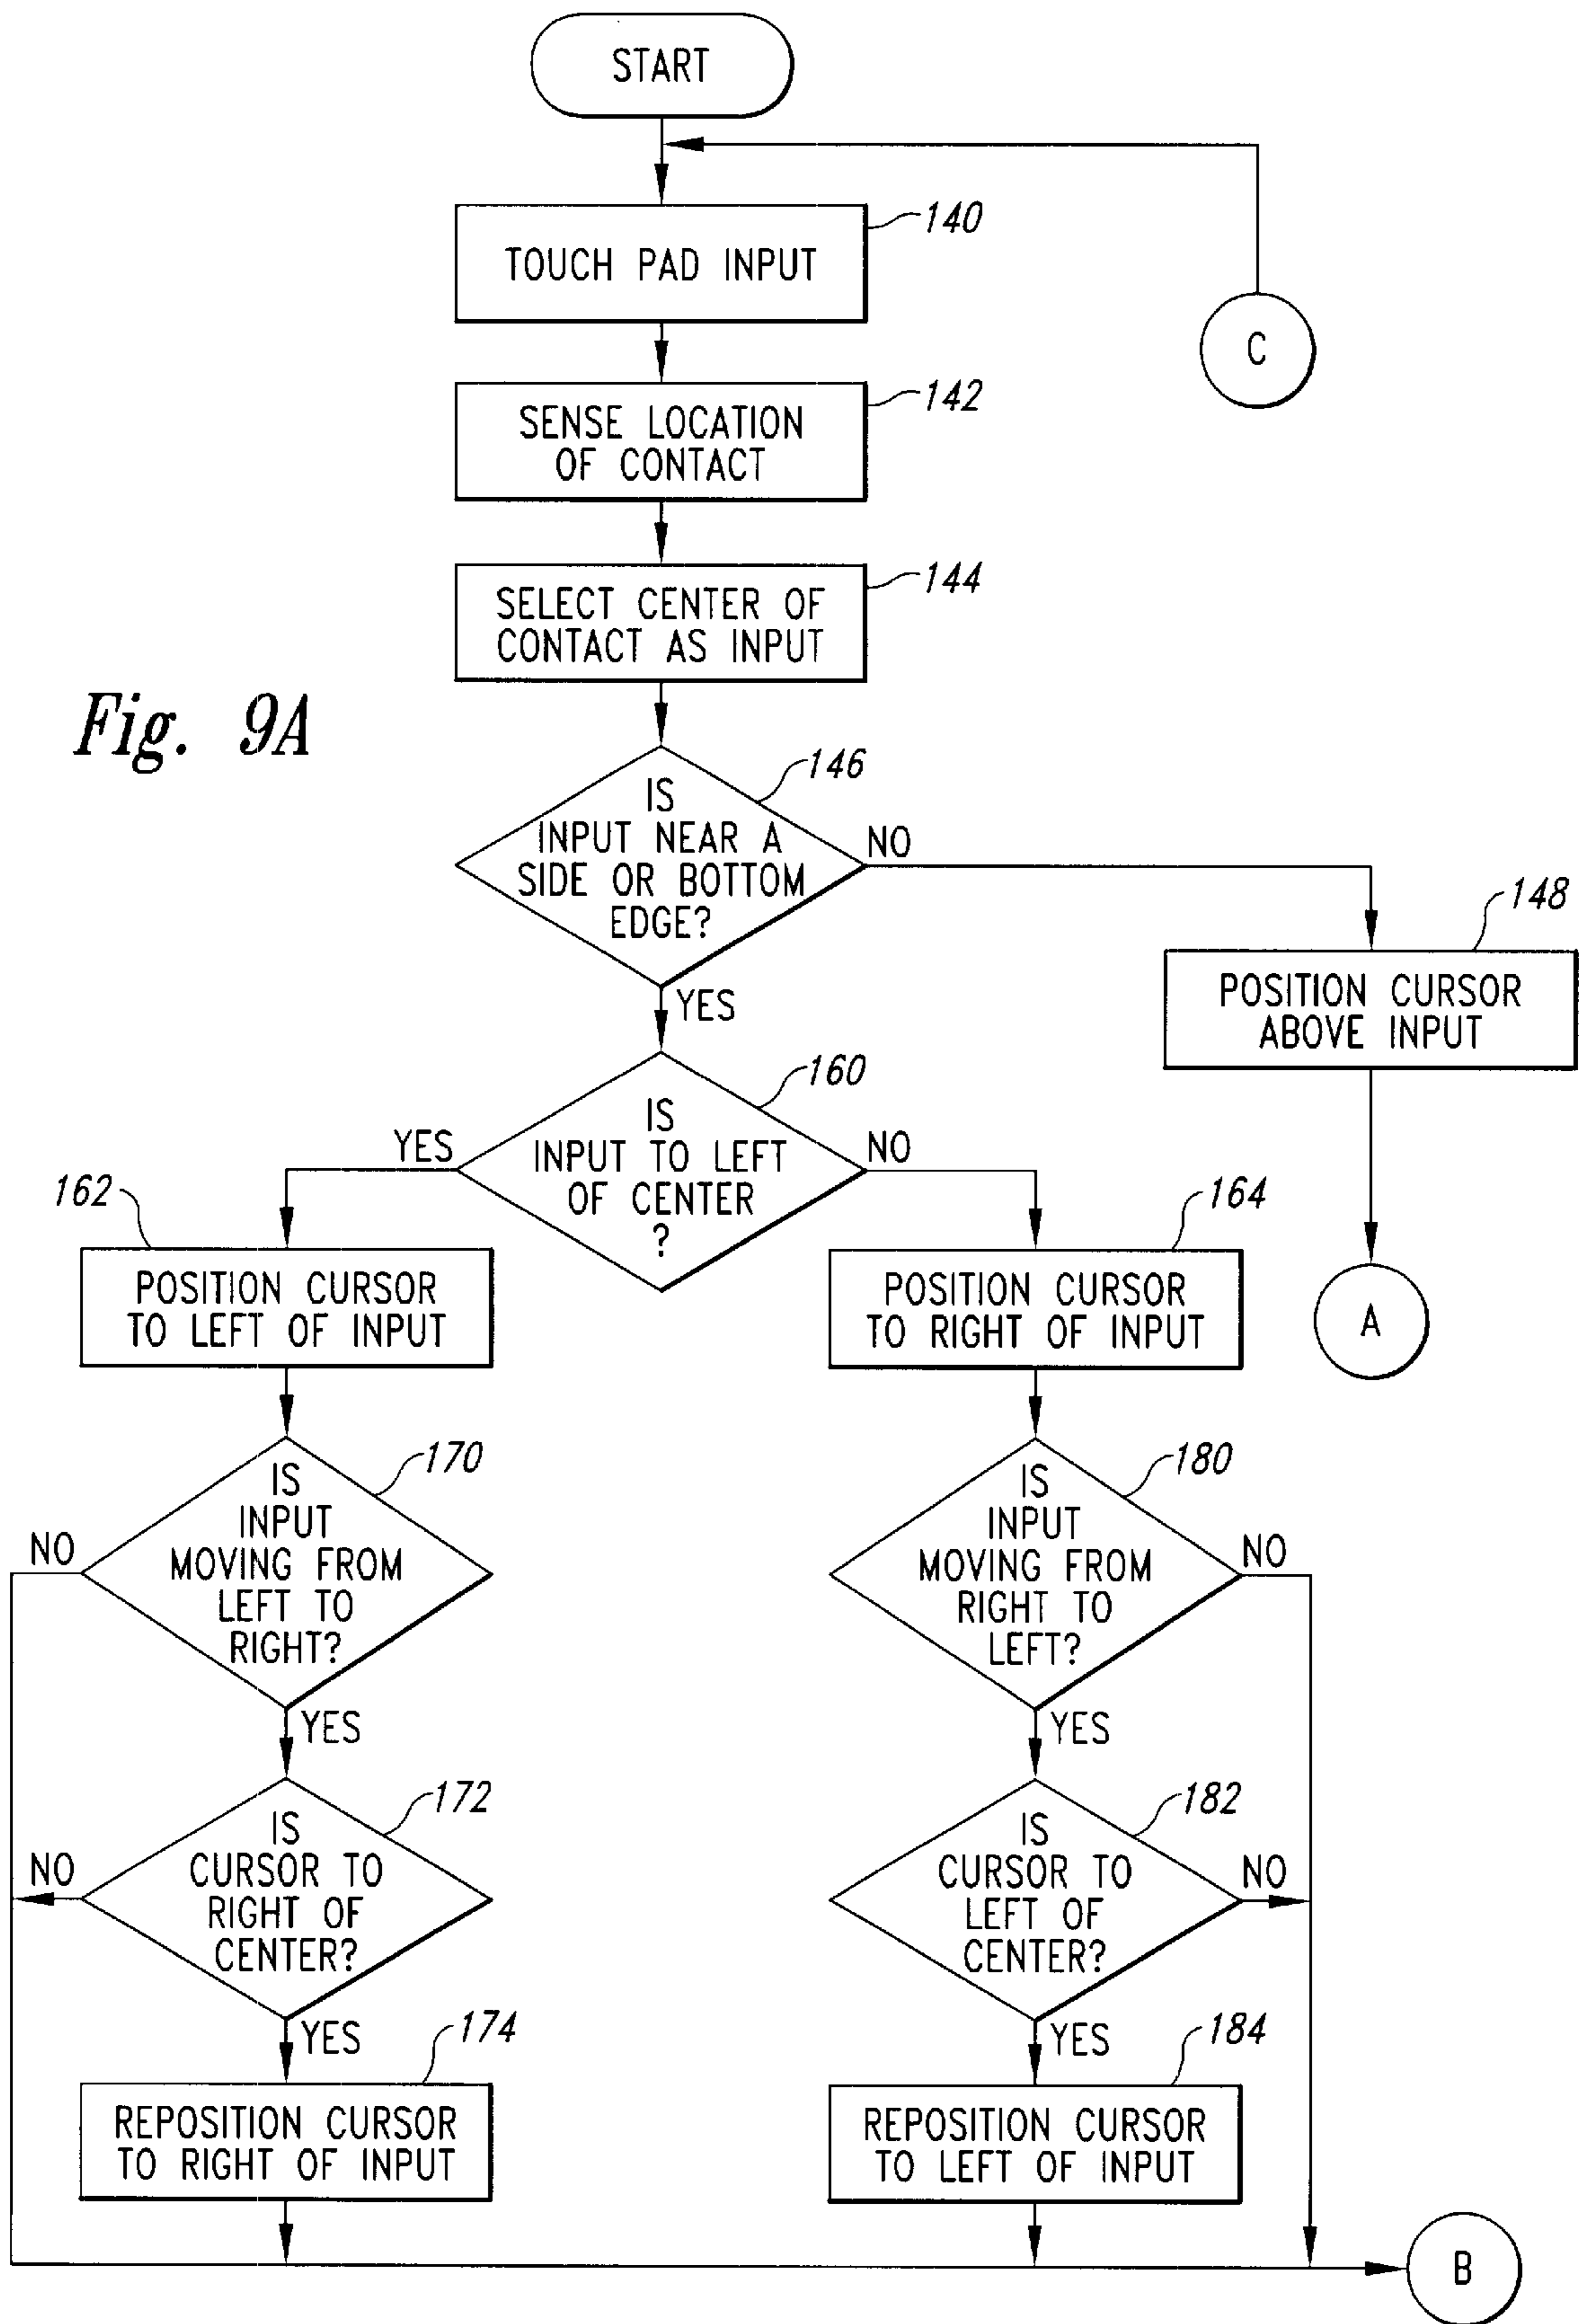 START
140
TOUCH PAD INPUT
C
142
SENSE LOCATION
OF CONTACT
144
SELECT CENTER OF
CONTACT AS INPUT
Fig. 9A
146
IS
INPUT NEAR A
SIDE OR BOTTOM
EDGE?
NO
148
POSITION CURSOR
ABOVE INPUT
YES
160
IS
INPUT TO LEFT
OF CENTER
?
YES
NO
162
POSITION CURSOR
TO LEFT OF INPUT
164
POSITION CURSOR
TO RIGHT OF INPUT
A
170
IS
INPUT
MOVING FROM
LEFT TO
RIGHT?
NO
180
IS
INPUT
MOVING FROM
RIGHT TO
LEFT?
NO
YES
YES
172
IS
CURSOR TO
RIGHT OF
CENTER?
NO
182
IS
CURSOR TO
LEFT OF
CENTER?
NO
YES
174
REPOSITION CURSOR
TO RIGHT OF INPUT
YES
184
REPOSITION CURSOR
TO LEFT OF INPUT
B